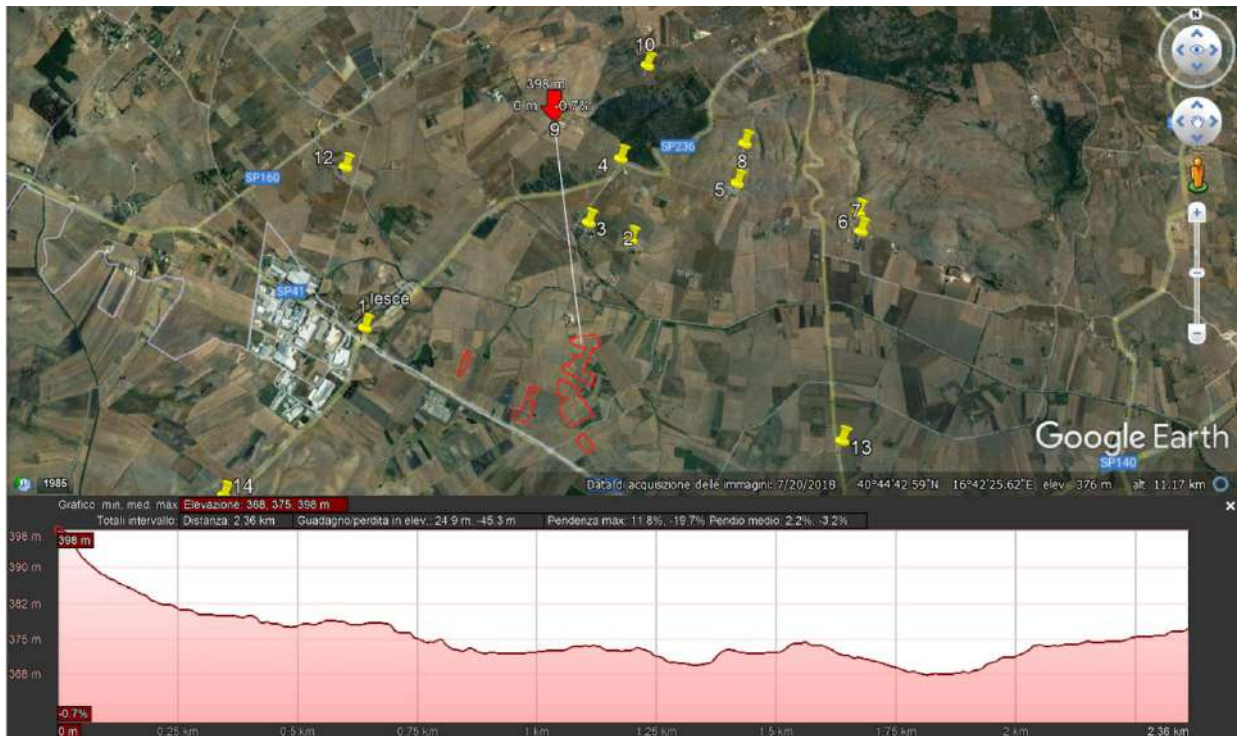 N
10
398 m
0 m -0.7%
9
12
4
SP236
8
SP160
5
7
3
6
2
SP41
1
Iesce
13
Google Earth
SP140
14
1985
Data di acquisizione delle immagini: 7/20/2018 40°44'42.59"N 16°42'25.62"E elev 376 m alt 11.17 km
Grafico min, med, max Elevazione: 368, 375, 398 m
Totali intervallo: Distanza: 2.36 km Guadagno/perdita in elev.: 24.9 m, -45.3 m Pendenza max: 11.8%, -19.7% Pendio medio: 2.2%, -3.2%
398 m
398 m
390 m
382 m
375 m
368 m
-0.7%
0 m 0.25 km 0.5 km 0.75 km 1 km 1.25 km 1.5 km 1.75 km 2 km 2.36 km